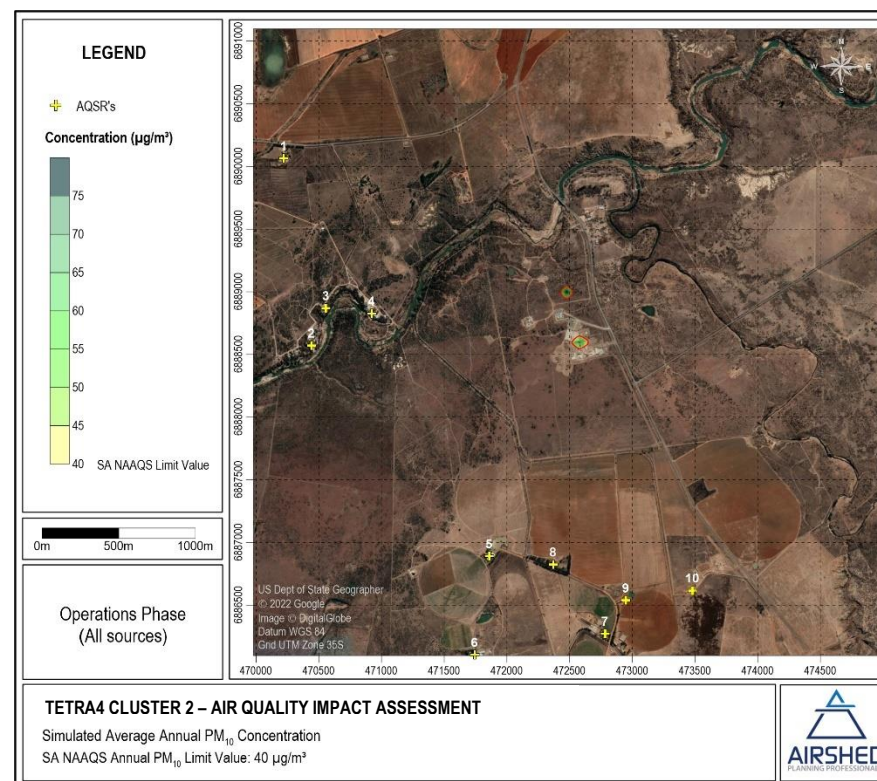 LEGEND
AQSR's
Concentration (µg/m³)
75
70
65
60
55
50
45
40
SA NAAQS Limit Value
0m
500m
1000m
Operations Phase
(All sources)
6891000
6890500
6890000
6889500
6889000
6888500
6888000
6887500
6887000
6886500
N
W
E
S
1
3
4
2
5
8
10
9
7
6
US Dept of State Geographer
© 2022 Google
Image © DigitalGlobe
Datum WGS 84
Grid UTM Zone 35S
470000
470500
471000
471500
472000
472500
473000
473500
474000
474500
TETRA4 CLUSTER 2 – AIR QUALITY IMPACT ASSESSMENT
Simulated Average Annual PM₁₀ Concentration
SA NAAQS Annual PM₁₀ Limit Value: 40 µg/m³
AIRSHED
PLANNING PROFESSIONAL